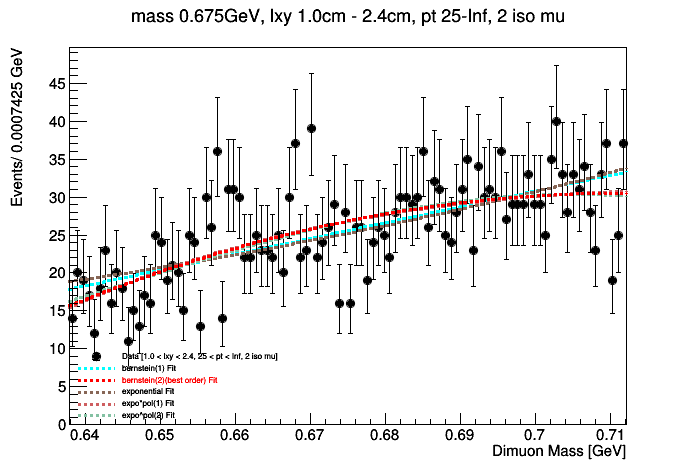 mass 0.675GeV, lxy 1.0cm - 2.4cm, pt 25-Inf, 2 iso mu
Events/ 0.0007425 GeV
45
40
35
30
25
20
15
10
5
0
Data [1.0 < lxy < 2.4, 25 < pt < Inf, 2 iso mu]
bernstein(1) Fit
bernstein(2)(best order) Fit
exponential Fit
expo*pol(1) Fit
expo*pol(2) Fit
0.64 0.65 0.66 0.67 0.68 0.69 0.7 0.71
Dimuon Mass [GeV]